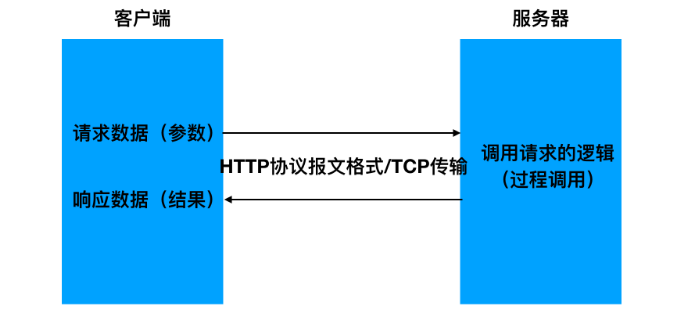 客户端
服务器
请求数据（参数）
HTTP协议报文格式/TCP传输
响应数据（结果）
调用请求的逻辑
（过程调用）